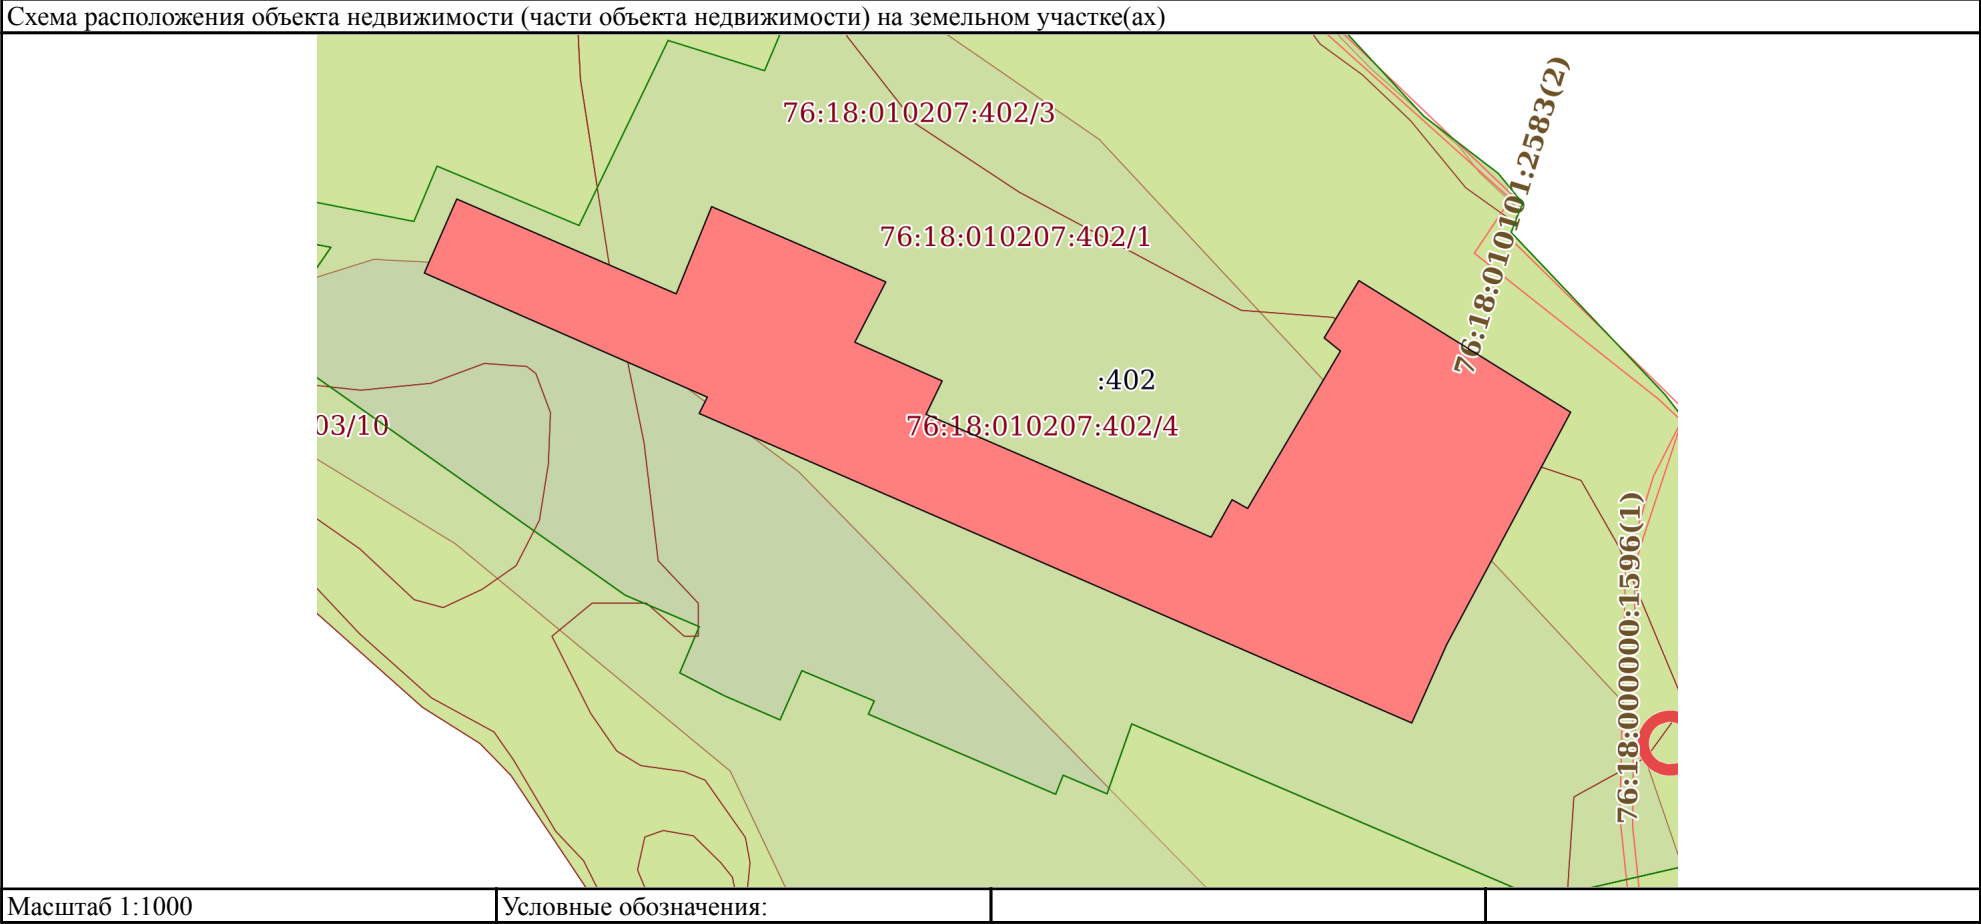 Схема расположения объекта недвижимости (части объекта недвижимости) на земельном участке(ах)
76:18:010207:402/3
76:18:010101:2583(2)
76:18:010207:402/1
:402
03/10
76:18:010207:402/4
76:18:000000:1596(1)
Масштаб 1:1000
Условные обозначения: